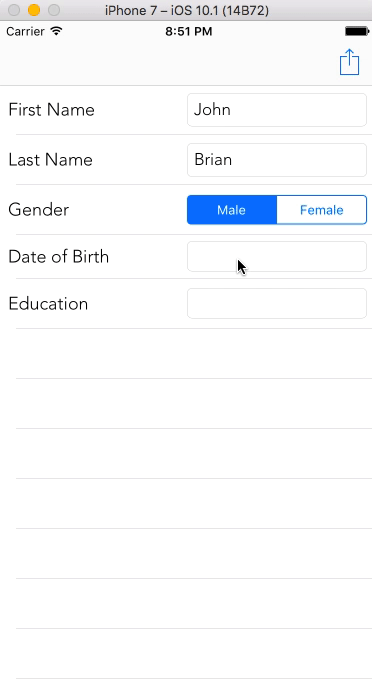 iPhone 7 – iOS 10.1 (14B72)
Carrier 8:51 PM
First Name John
Last Name Brian
Gender Male Female
Date of Birth
Education